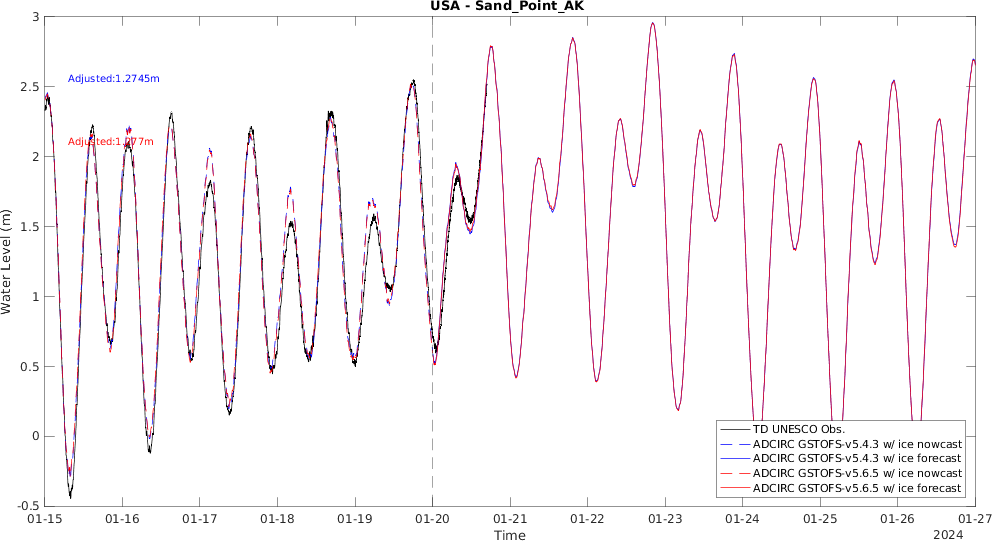 USA - Sand_Point_AK
Adjusted:1.2745m
Adjusted:1.277m
Water Level (m)
3
2.5
2
1.5
1
0.5
0
-0.5
01-15 01-16 01-17 01-18 01-19 01-20 01-21 01-22 01-23 01-24 01-25 01-26 01-27
Time
2024
TD UNESCO Obs.
ADCIRC GSTOFS-v5.4.3 w/ ice nowcast
ADCIRC GSTOFS-v5.4.3 w/ ice forecast
ADCIRC GSTOFS-v5.6.5 w/ ice nowcast
ADCIRC GSTOFS-v5.6.5 w/ ice forecast